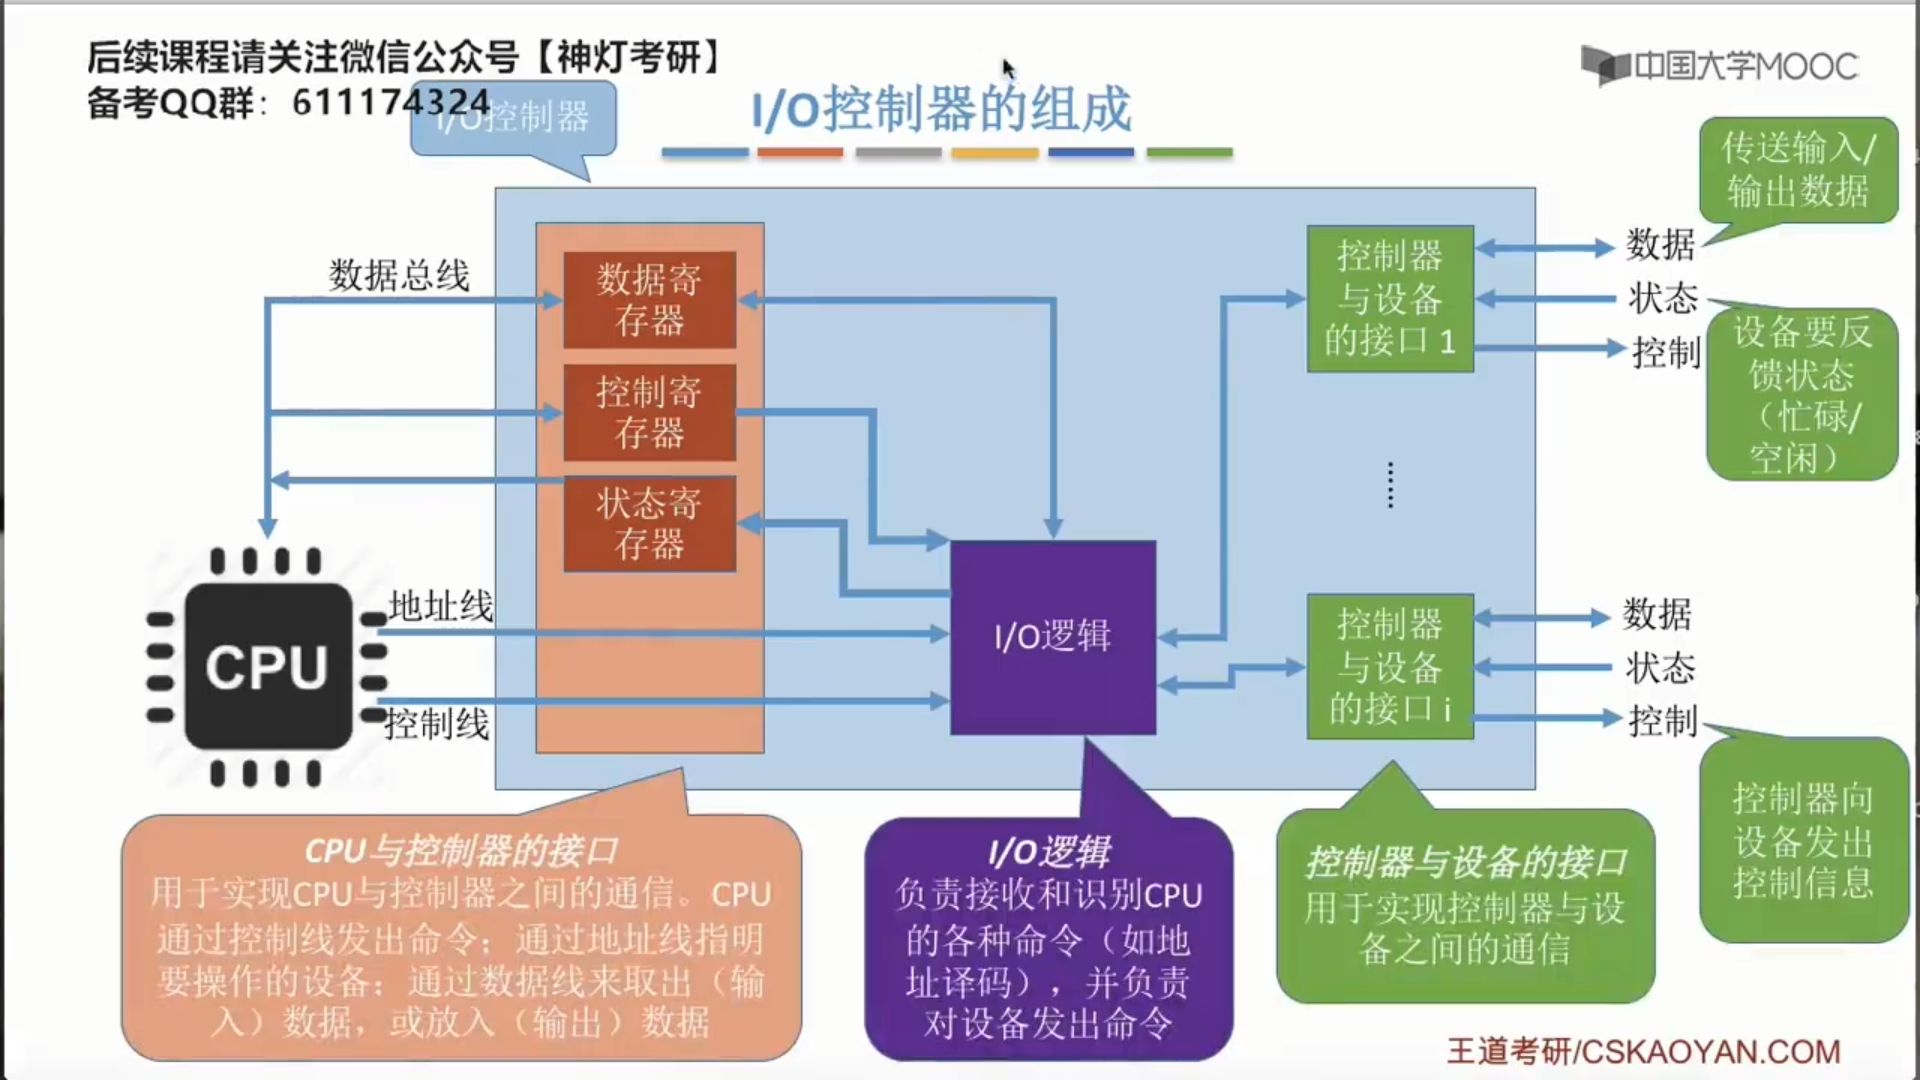 后续课程请关注微信公众号【神灯考研】
备考QQ群：611174324
中国大学MOOC
I/O控制器
I/O控制器的组成
传送输入/
输出数据
数据总线
数据寄
存器
控制寄
存器
状态寄
存器
控制器
与设备
的接口 1
数据
状态
控制
设备要反
馈状态
（忙碌/
空闲）
CPU
地址线
控制线
I/O逻辑
控制器
与设备
的接口 i
数据
状态
控制
控制器向
设备发出
控制信息
CPU与控制器的接口
用于实现CPU与控制器之间的通信。CPU
通过控制线发出命令；通过地址线指明
要操作的设备；通过数据线来取出（输
入）数据，或放入（输出）数据
I/O逻辑
负责接收和识别CPU
的各种命令（如地
址译码），并负责
对设备发出命令
控制器与设备的接口
用于实现控制器与设
备之间的通信
王道考研/CSKAOYAN.COM